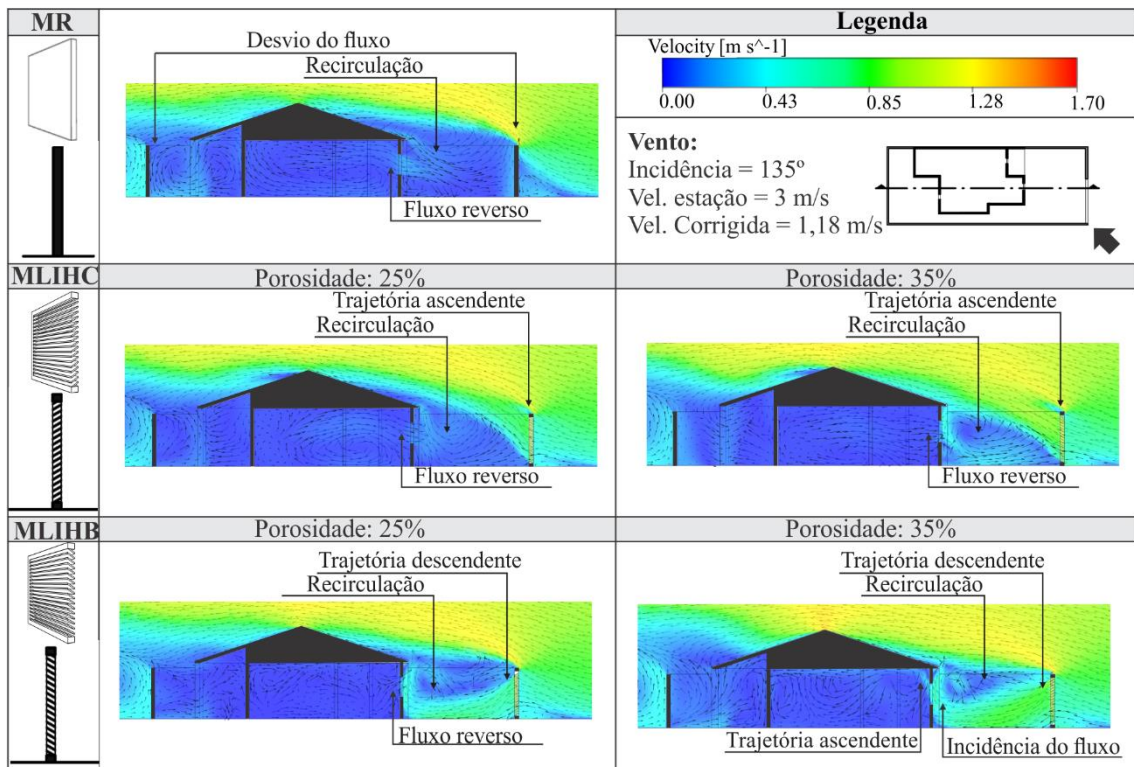 MR
Desvio do fluxo
Recirculação
Fluxo reverso
Legenda
Velocity [m s^-1]
0.00 0.43 0.85 1.28 1.70
Vento:
Incidência = 135º
Vel. estação = 3 m/s
Vel. Corrigida = 1,18 m/s
MLIHC
Porosidade: 25%
Trajetória ascendente
Recirculação
Fluxo reverso
Porosidade: 35%
Trajetória ascendente
Recirculação
Fluxo reverso
MLIHB
Porosidade: 25%
Trajetória descendente
Recirculação
Fluxo reverso
Porosidade: 35%
Trajetória descendente
Recirculação
Trajetória ascendente
Incidência do fluxo